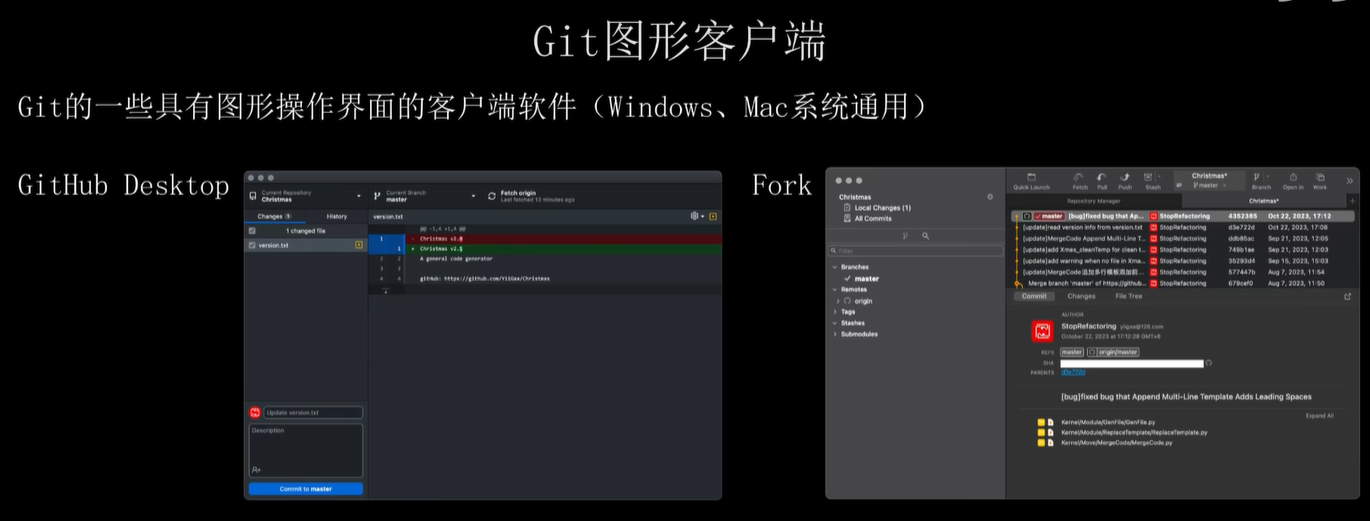 Git图形客户端
Git的一些具有图形操作界面的客户端软件（Windows、Mac系统通用）
GitHub Desktop
Current Repository
Christmas
Current Branch
master
Fetch origin
Last fetched 13 minutes ago
Changes 1
History
version.txt
1 changed file
version.txt
@@ -1,4 +1,4 @@
1 - Christmas v2.0
1 + Christmas v2.1
2 2 A general code generator
3 3
4 4 gitHub: https://github.com/YiiGaa/Christmas
Update version.txt
Description
Commit to master
Fork
Quick Launch
Fetch
Pull
Push
Stash
Christmas*
master
Branch
Open in
Work
Repository Manager
Christmas*
Christmas
Local Changes (1)
All Commits
Filter
Branches
master
Remotes
origin
Tags
Stashes
Submodules
master [bug]fixed bug that Ap... StopRefactoring 4352385 Oct 22, 2023, 17:12
[update]read version info from version.txt StopRefactoring d3e722d Oct 22, 2023, 17:08
[update]MergeCode Append Multi-Line T... StopRefactoring ddb85ac Sep 21, 2023, 12:05
[update]add Xmas_cleanTemp for clean t... StopRefactoring 749b1ae Sep 21, 2023, 12:03
[update]add warning when no file in Xma... StopRefactoring 35293d4 Sep 15, 2023, 15:03
[update]MergeCode追加多行模板添加前... StopRefactoring 577447b Aug 7, 2023, 11:54
Merge branch 'master' of https://github... StopRefactoring 679cef0 Aug 7, 2023, 11:50
Commit
Changes
File Tree
AUTHOR
StopRefactoring yiigaa@126.com
October 22, 2023 at 17:12:28 GMT+8
REFS master origin/master
SHA
PARENTS d3e722d
[bug]fixed bug that Append Multi-Line Template Adds Leading Spaces
Expand All
Kernel/Module/GenFile/GenFile.py
Kernel/Module/ReplaceTemplate/ReplaceTemplate.py
Kernel/Move/MergeCode/MergeCode.py